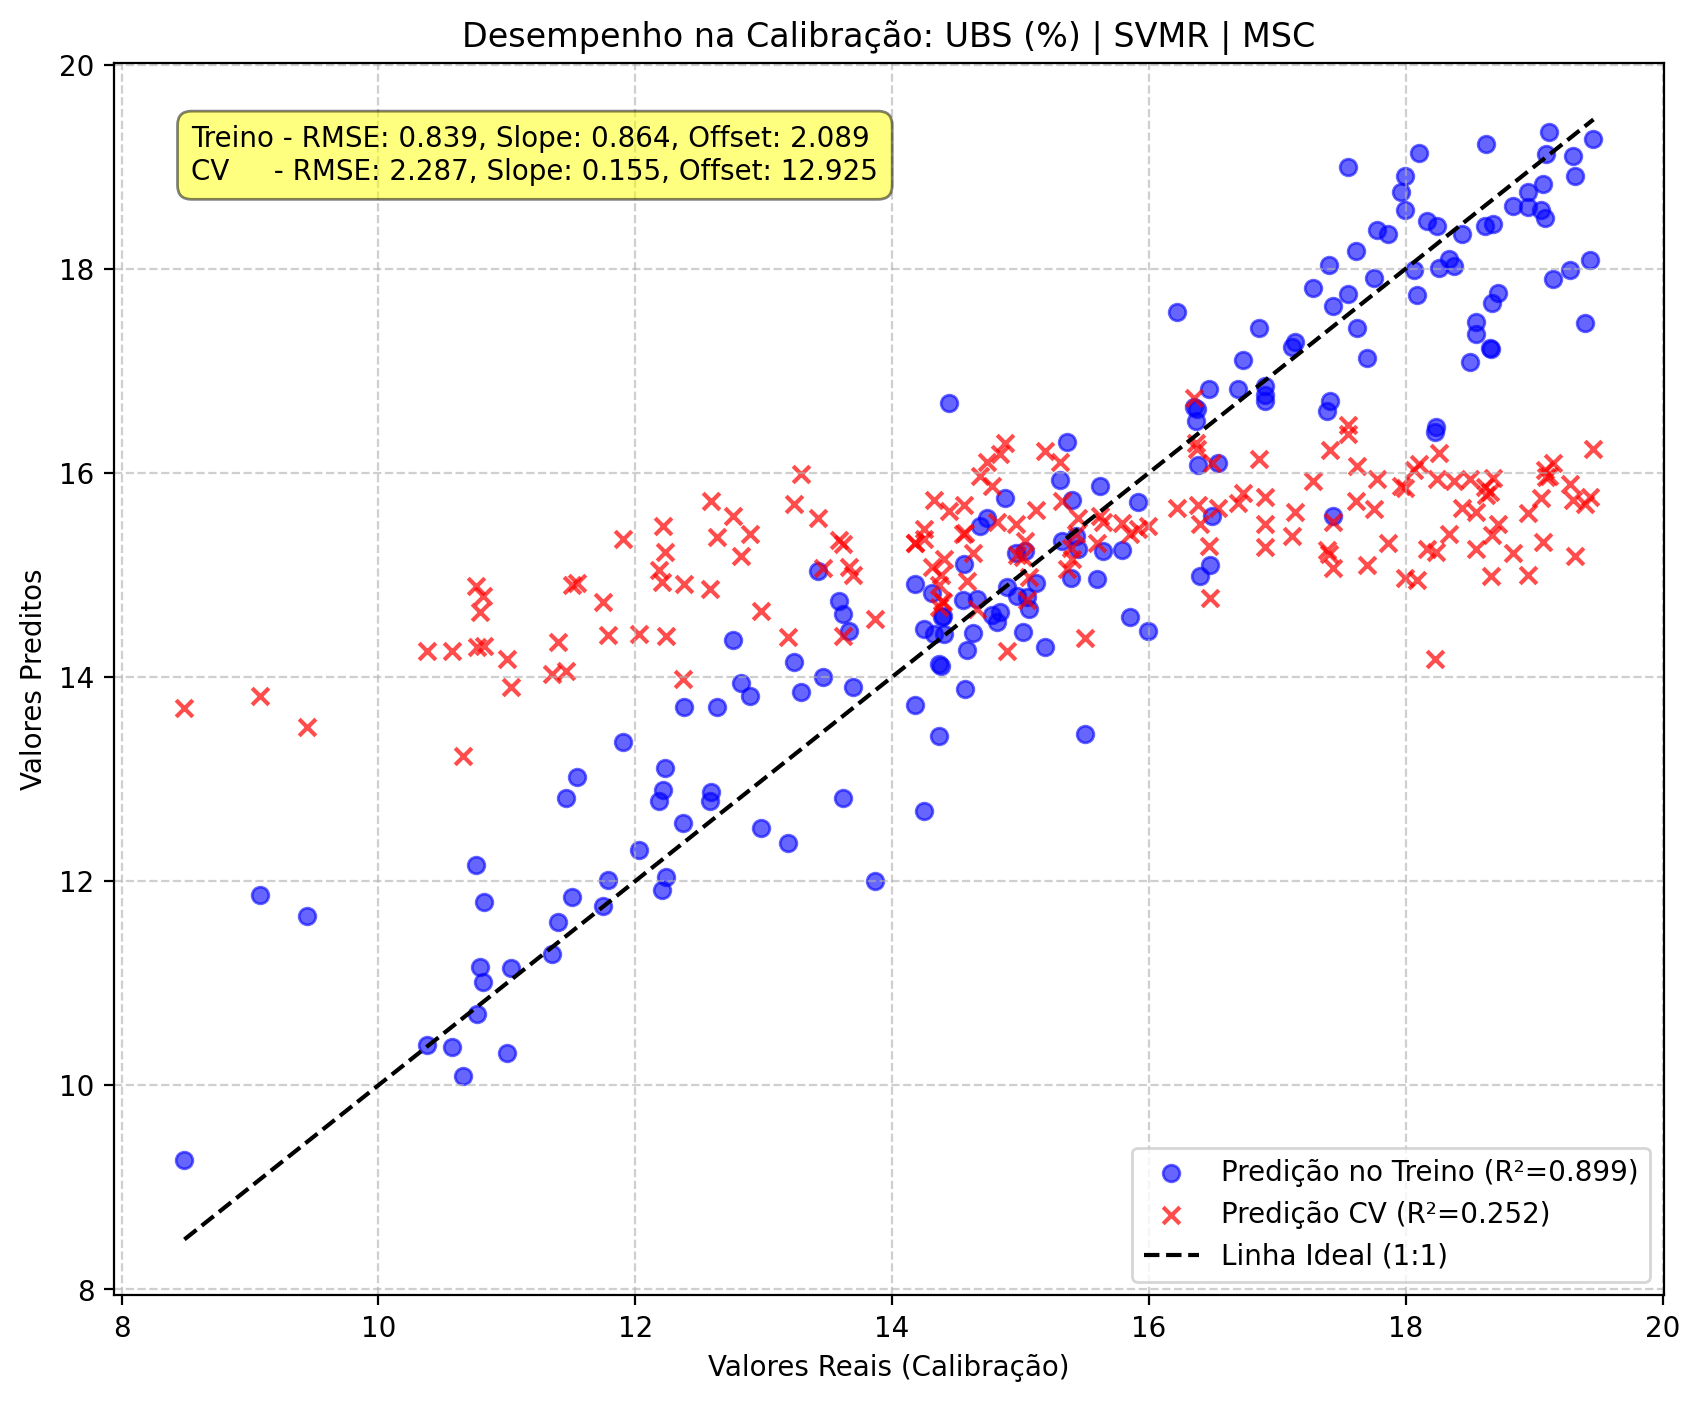 Desempenho na Calibração: UBS (%) | SVMR | MSC
Treino - RMSE: 0.839, Slope: 0.864, Offset: 2.089
CV - RMSE: 2.287, Slope: 0.155, Offset: 12.925
Valores Preditos
20
18
16
14
12
10
8
Predição no Treino (R²=0.899)
Predição CV (R²=0.252)
Linha Ideal (1:1)
8 10 12 14 16 18 20
Valores Reais (Calibração)